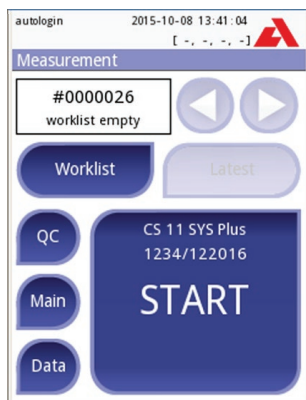 autologin 2015-10-08 13:41:04
[ -, -, -, -]
Measurement
#0000026
worklist empty
Worklist Latest
QC
CS 11 SYS Plus
1234/122016
Main
START
Data